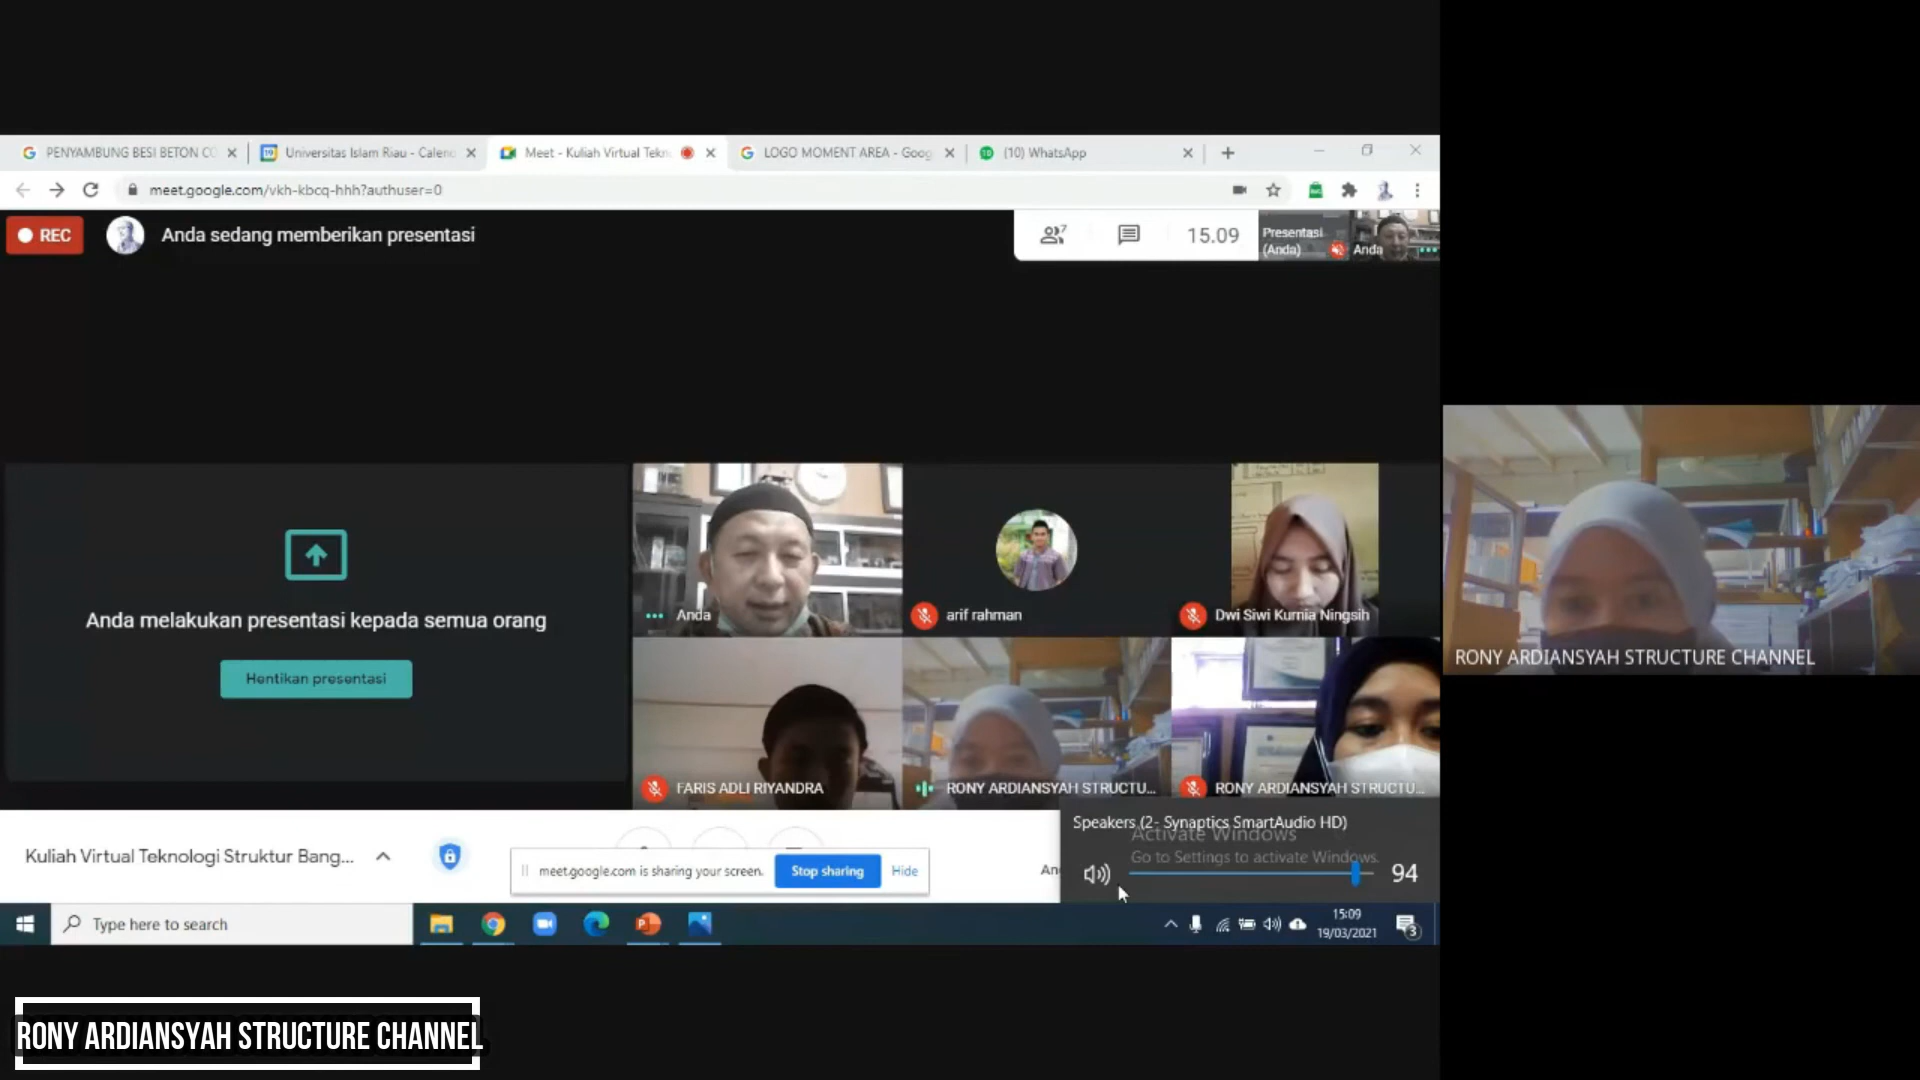 PENYAMBUNG BESI BETON CO
Universitas Islam Riau - Calend
Meet - Kuliah Virtual Tekn
LOGO MOMENT AREA - Goog
(10) WhatsApp
meet.google.com/vkh-kbcq-hhh?authuser=0
REC
Anda sedang memberikan presentasi
7
15.09
Presentasi
(Anda)
Anda
Anda melakukan presentasi kepada semua orang
Hentikan presentasi
Anda
arif rahman
Dwi Siwi Kurnia Ningsih
FARIS ADLI RIYANDRA
RONY ARDIANSYAH STRUCTU...
RONY ARDIANSYAH STRUCTU...
RONY ARDIANSYAH STRUCTURE CHANNEL
Kuliah Virtual Teknologi Struktur Bang...
meet.google.com is sharing your screen.
Stop sharing
Hide
An
Speakers (2- Synaptics SmartAudio HD)
Activate Windows
Go to Settings to activate Windows.
94
Type here to search
15:09
19/03/2021
3
RONY ARDIANSYAH STRUCTURE CHANNEL